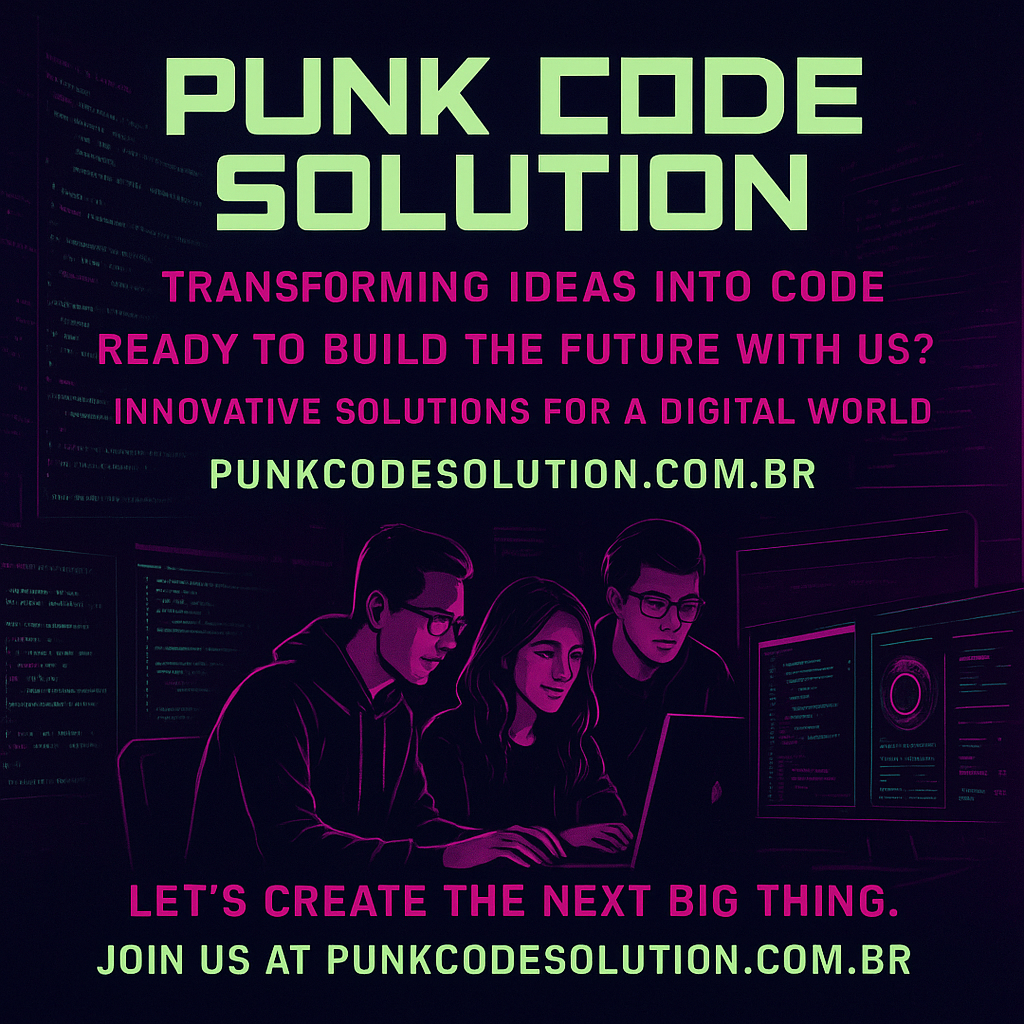 PUNK CODE
SOLUTION
TRANSFORMING IDEAS INTO CODE
READY TO BUILD THE FUTURE WITH US?
INNOVATIVE SOLUTIONS FOR A DIGITAL WORLD
PUNKCODESOLUTION.COM.BR
LET'S CREATE THE NEXT BIG THING.
JOIN US AT PUNKCODESOLUTION.COM.BR